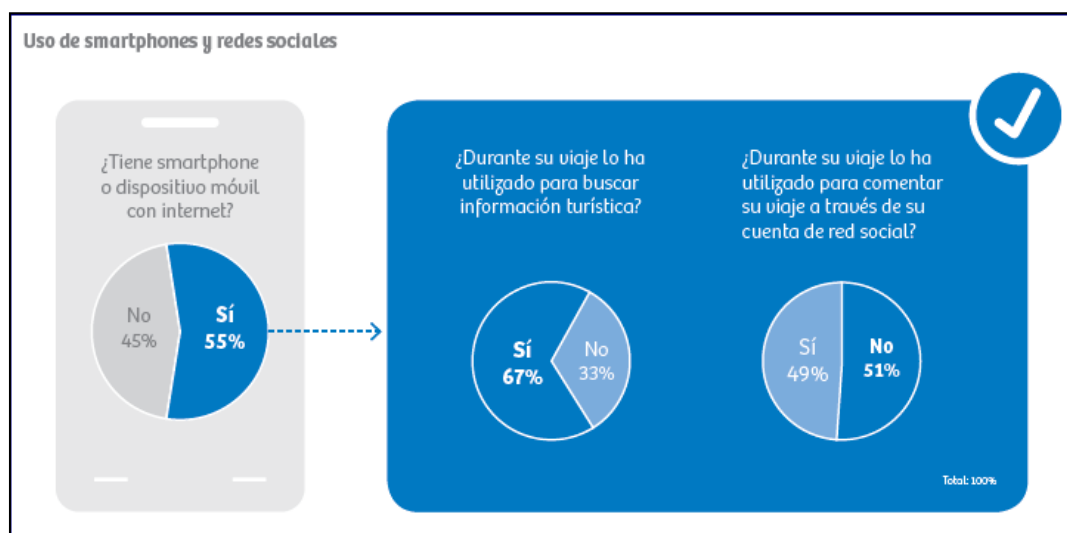 Uso de smartphones y redes sociales
¿Tiene smartphone
o dispositivo móvil
con internet?
No
45%
Sí
55%
¿Durante su viaje lo ha
utilizado para buscar
información turística?
Sí
67%
No
33%
¿Durante su viaje lo ha
utilizado para comentar
su viaje a través de su
cuenta de red social?
Sí
49%
No
51%
Total: 100%